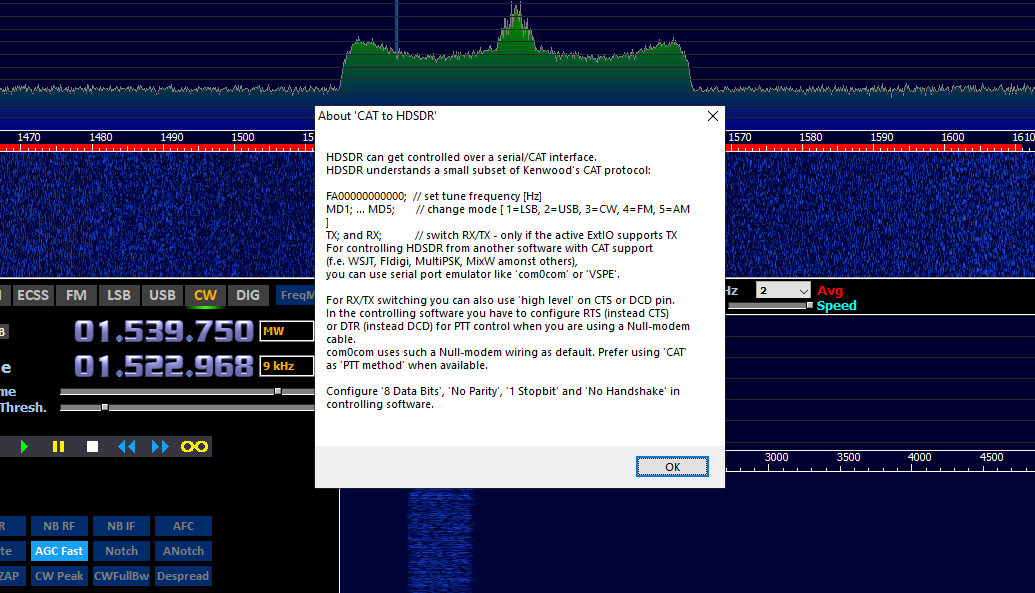 1470 1480 1490 1500 15
1570 1580 1590 1600 1610
About 'CAT to HDSDR'
HDSDR can get controlled over a serial/CAT interface.
HDSDR understands a small subset of Kenwood's CAT protocol:
FA00000000000; // set tune frequency [Hz]
MD1; ... MD5; // change mode [ 1=LSB, 2=USB, 3=CW, 4=FM, 5=AM
]
TX; and RX; // switch RX/TX - only if the active ExtIO supports TX
For controlling HDSDR from another software with CAT support
(f.e. WSJT, Fldigi, MultiPSK, MixW amonst others),
you can use serial port emulator like 'com0com' or 'VSPE'.
For RX/TX switching you can also use 'high level' on CTS or DCD pin.
In the controlling software you have to configure RTS (instead CTS)
or DTR (instead DCD) for PTT control when you are using a Null-modem
cable.
com0com uses such a Null-modem wiring as default. Prefer using 'CAT'
as 'PTT method' when available.
Configure '8 Data Bits', 'No Parity', '1 Stopbit' and 'No Handshake' in
controlling software.
OK
ECSS FM LSB USB CW DIG FreqM
01.539.750 MW
01.522.968 9 kHz
me
Thresh.
Hz 2 Avg
Speed
3000 3500 4000 4500
R NB RF NB IF AFC
te AGC Fast Notch ANotch
ZAP CW Peak CWFullBw Despread